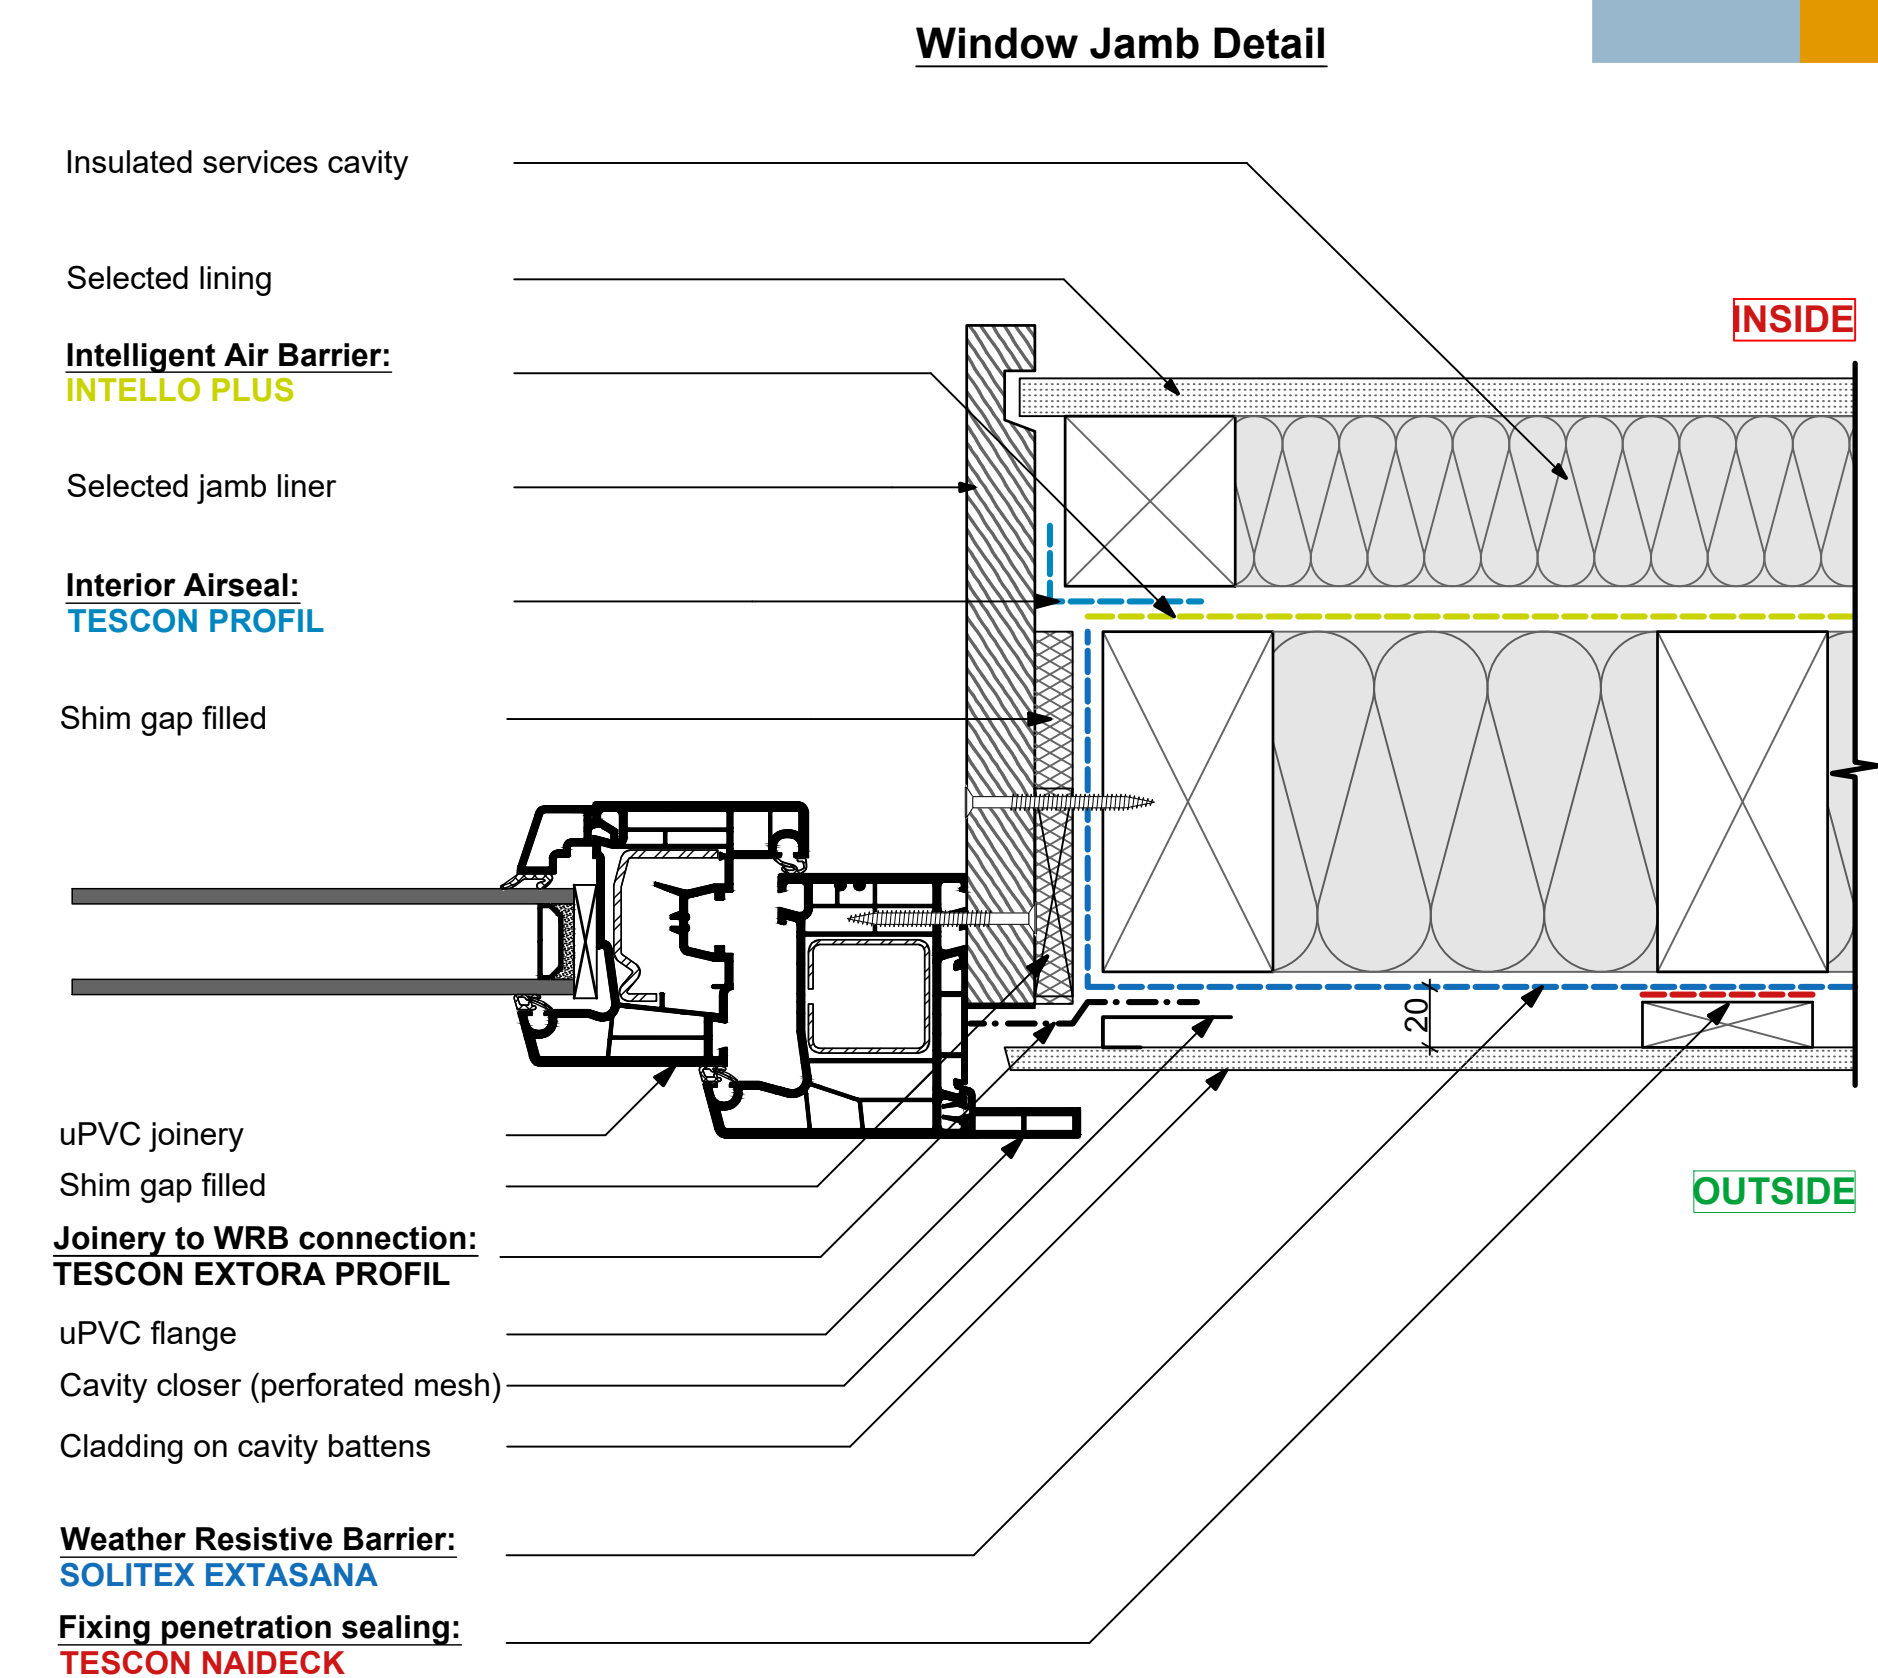 Window Jamb Detail
Insulated services cavity
Selected lining
INSIDE
Intelligent Air Barrier:
INTELLO PLUS
Selected jamb liner
Interior Airseal:
TESCON PROFIL
Shim gap filled
20
uPVC joinery
Shim gap filled
OUTSIDE
Joinery to WRB connection:
TESCON EXTORA PROFIL
uPVC flange
Cavity closer (perforated mesh)
Cladding on cavity battens
Weather Resistive Barrier:
SOLITEX EXTASANA
Fixing penetration sealing:
TESCON NAIDECK